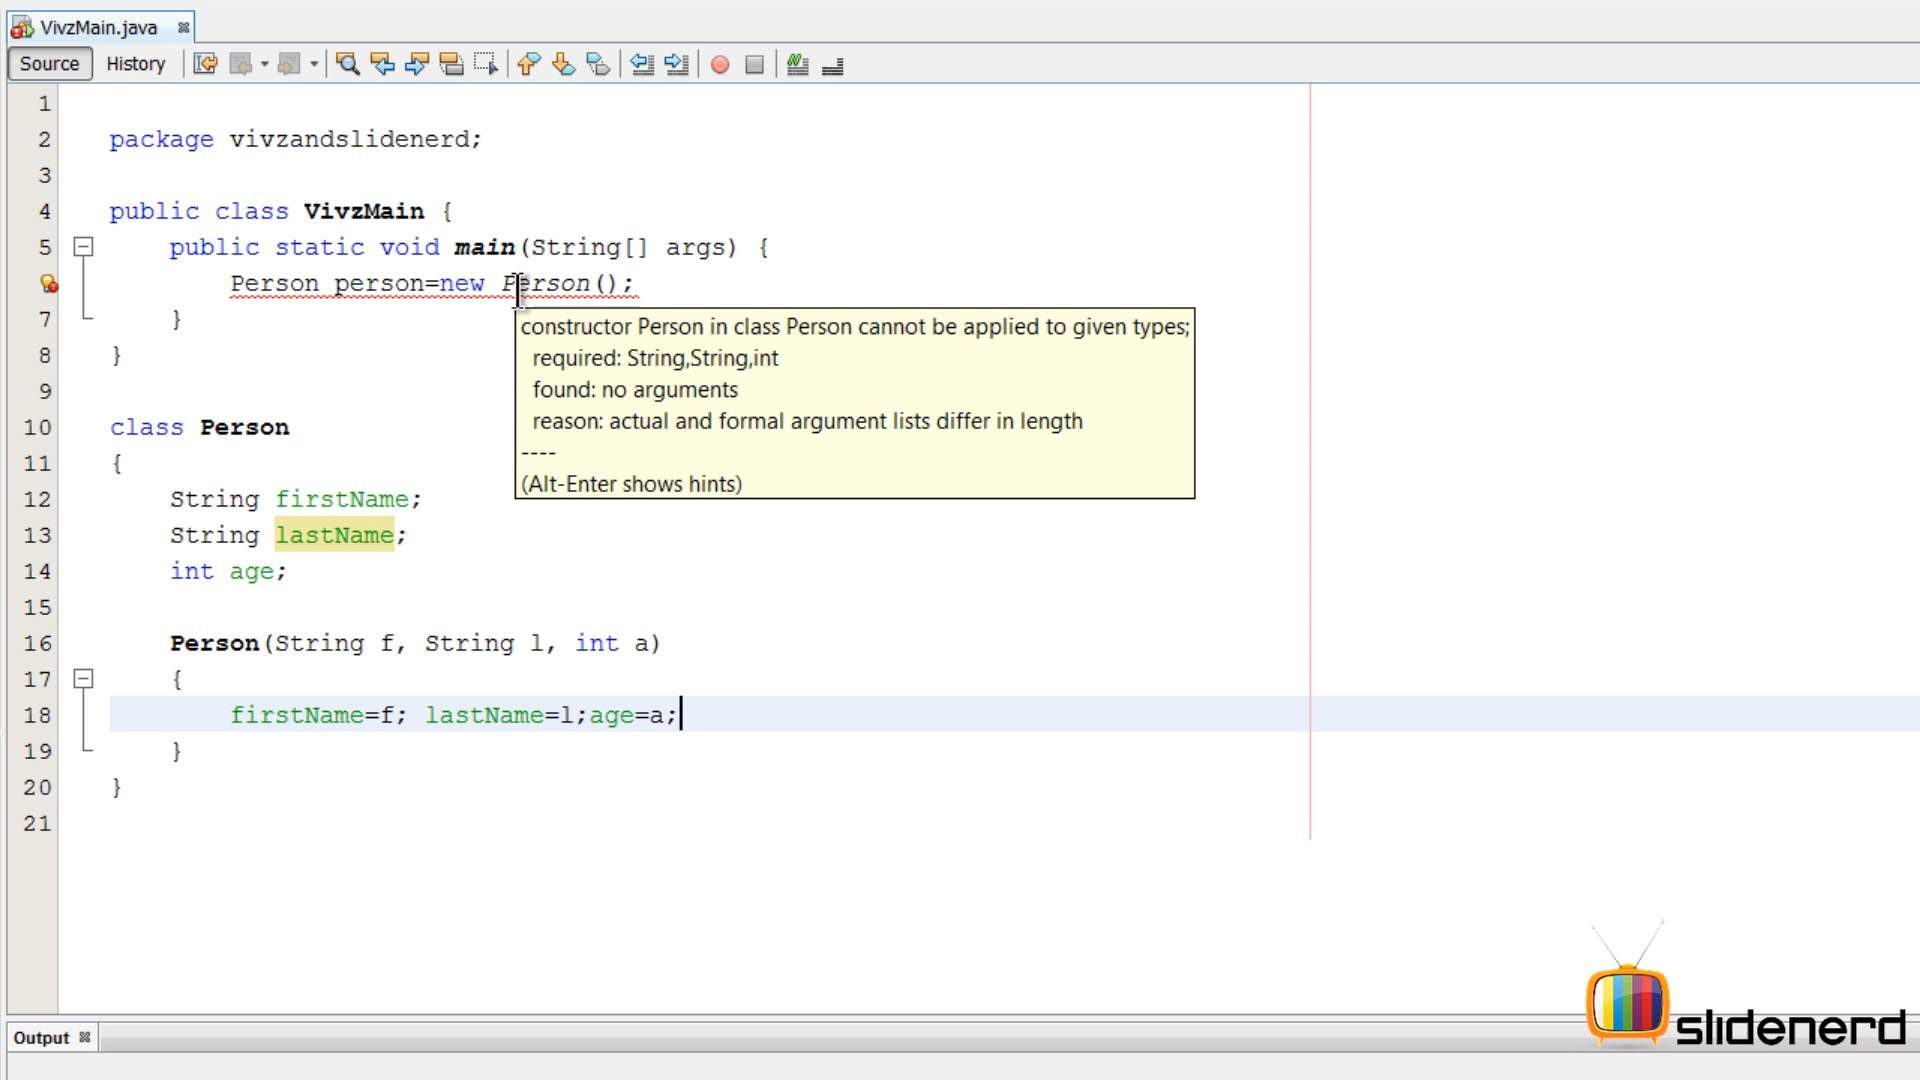 VivzMain.java
Source History
1
2 package vivzandslidenerd;
3
4 public class VivzMain {
5 public static void main(String[] args) {
Person person=new Person();
7 }
8 }
9
10 class Person
11 {
12 String firstName;
13 String lastName;
14 int age;
15
16 Person(String f, String l, int a)
17 {
18 firstName=f; lastName=l;age=a;
19 }
20 }
21
constructor Person in class Person cannot be applied to given types;
required: String,String,int
found: no arguments
reason: actual and formal argument lists differ in length
----
(Alt-Enter shows hints)
Output
slidenerd